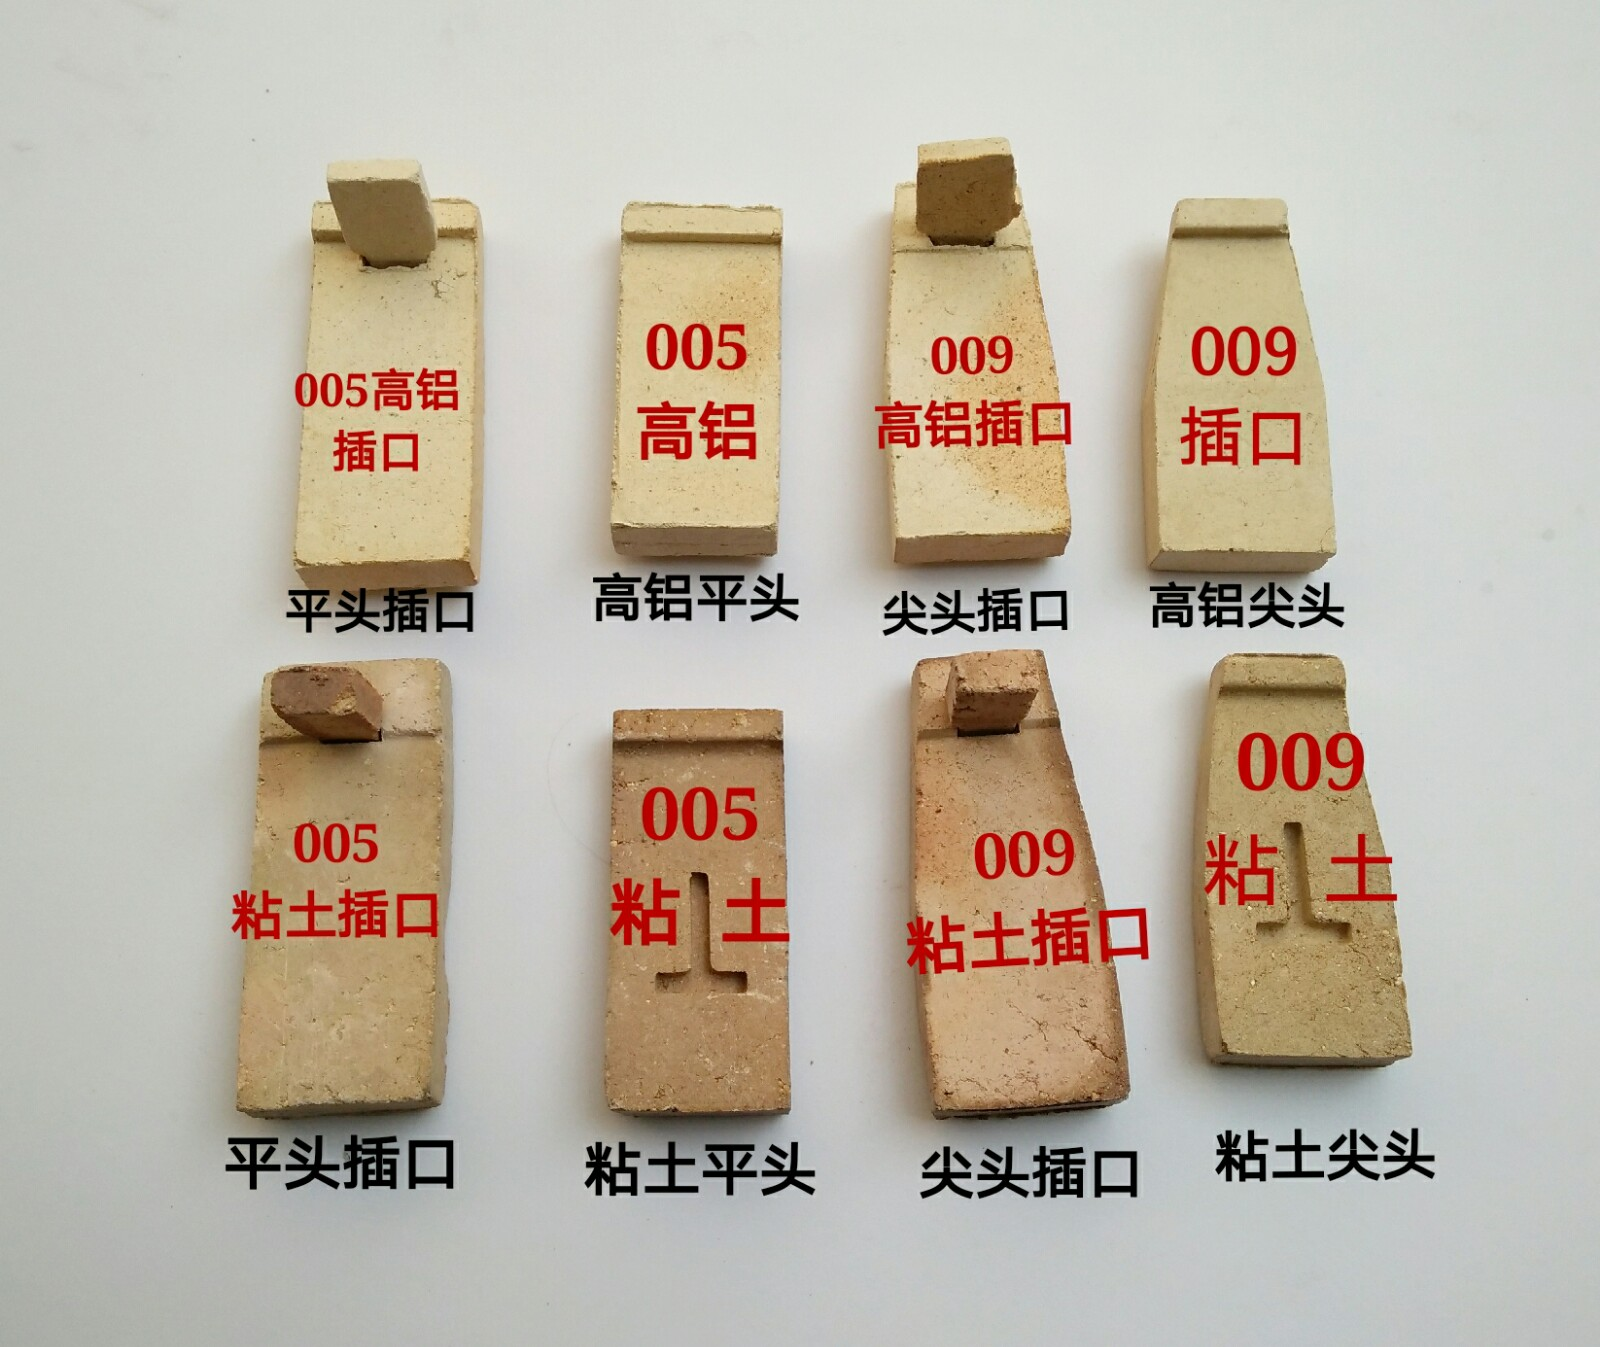 005高铝
插口
平头插口
005
高铝
高铝平头
009
高铝插口
尖头插口
009
插口
高铝尖头
005
粘土插口
平头插口
005
粘 土
粘土平头
009
粘土插口
尖头插口
009
粘 土
粘土尖头